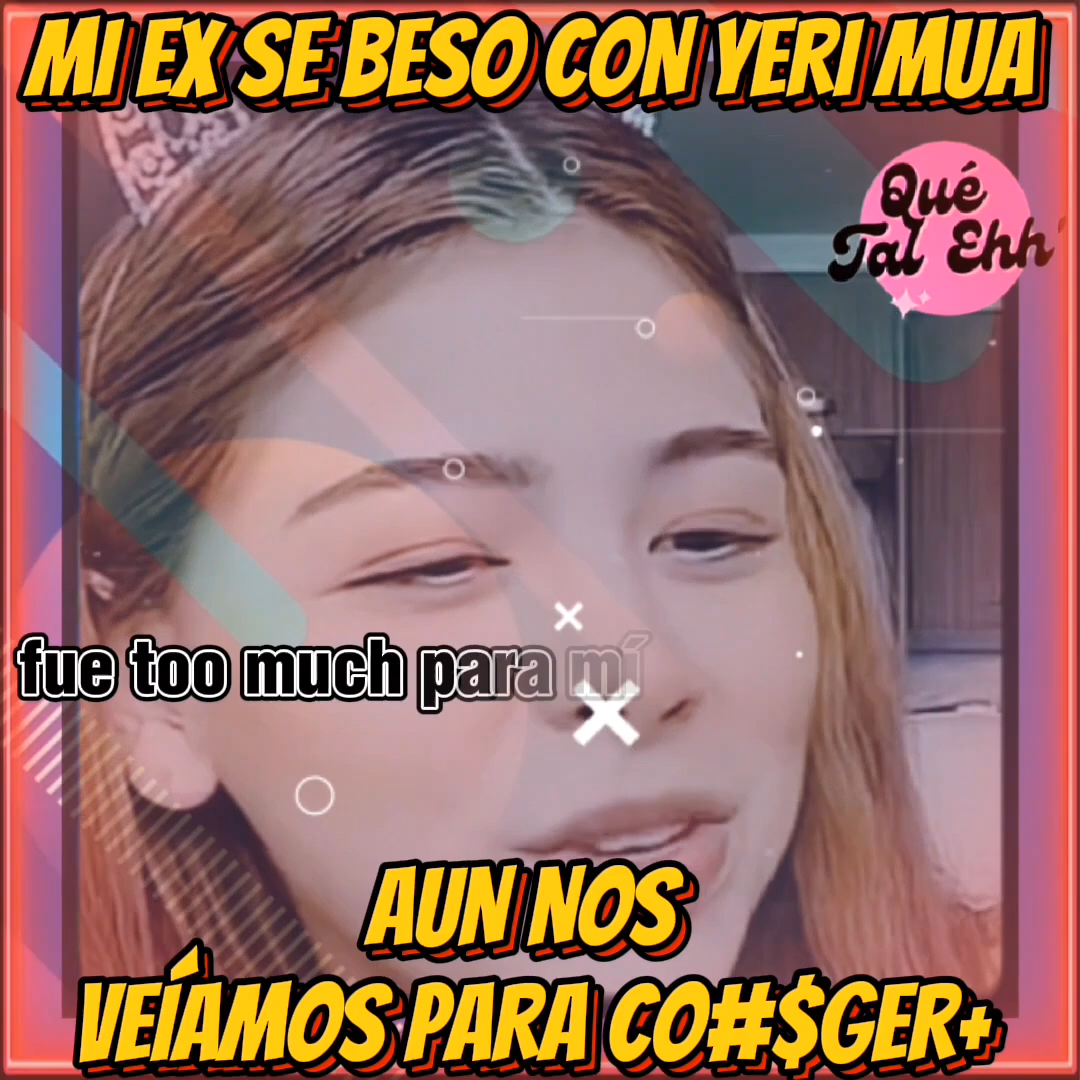 MI EX SE BESO CON YERI MUA
Qué
Tal Ehh
fue too much para mí
AUN NOS
VEÍAMOS PARA CO#$GER+